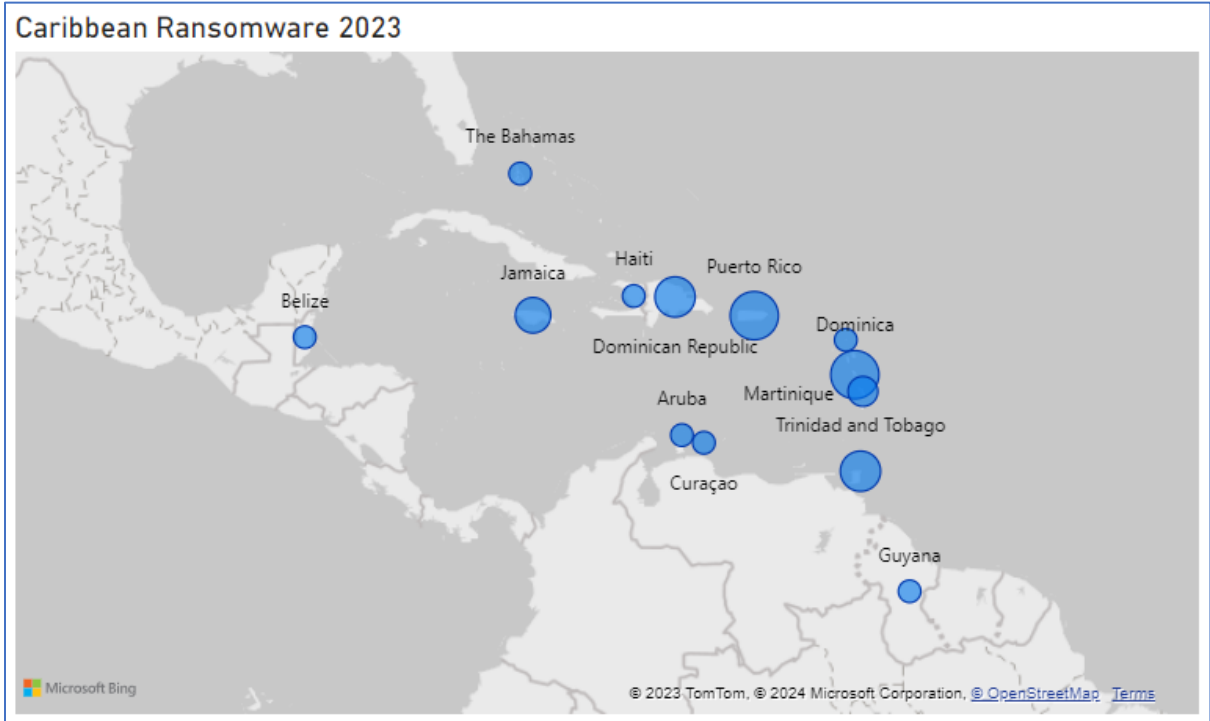 Caribbean Ransomware 2023
The Bahamas
Haiti
Puerto Rico
Jamaica
Belize
Dominica
Dominican Republic
Martinique
Aruba
Trinidad and Tobago
Curaçao
Guyana
Microsoft Bing
© 2023 TomTom, © 2024 Microsoft Corporation, © OpenStreetMap Terms